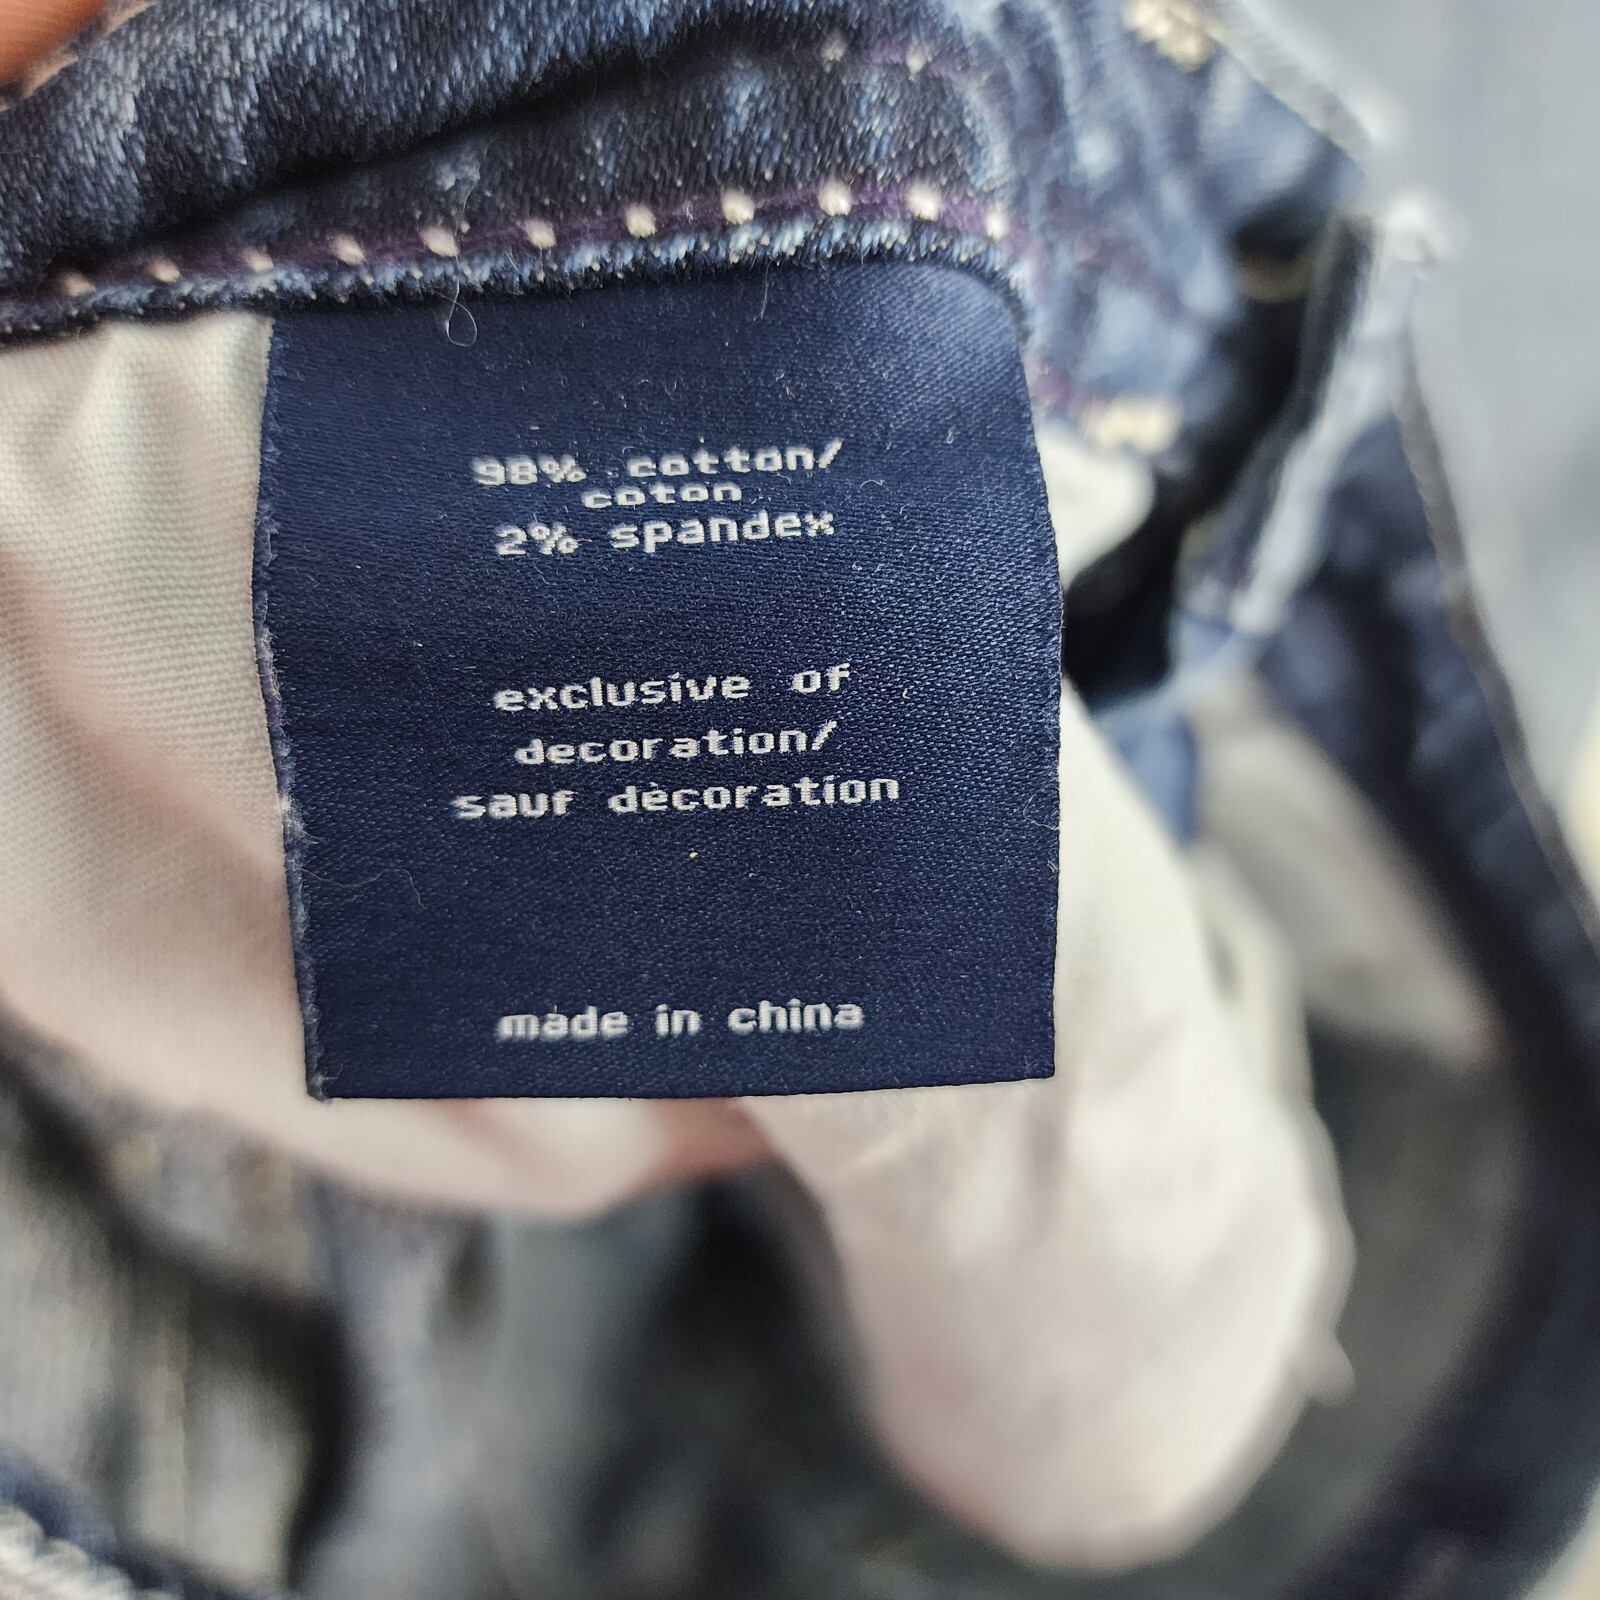 98% cotton/
coton
2% spandex
exclusive of
decoration/
sauf dècoration
made in china